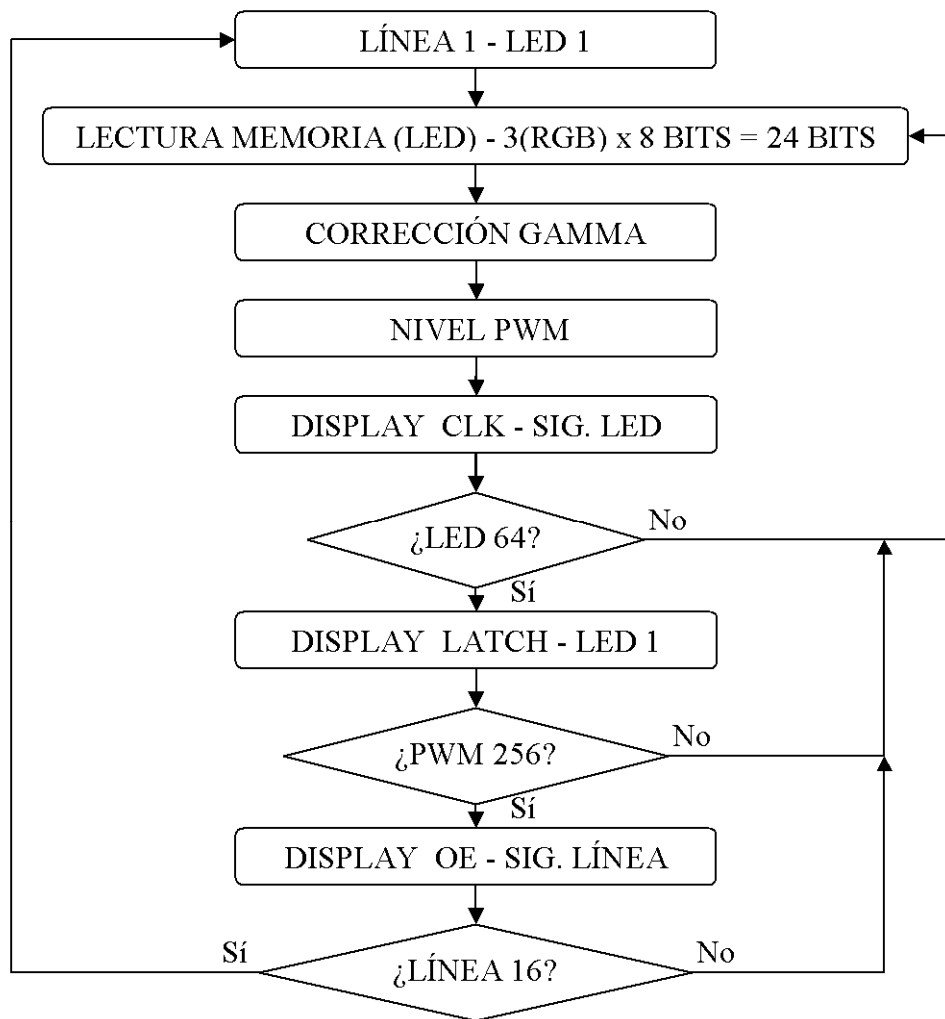 LÍNEA 1 - LED 1
LECTURA MEMORIA (LED) - 3(RGB) x 8 BITS = 24 BITS
CORRECCIÓN GAMMA
NIVEL PWM
DISPLAY CLK - SIG. LED
¿LED 64?
No
Sí
DISPLAY LATCH - LED 1
¿PWM 256?
No
Sí
DISPLAY OE - SIG. LÍNEA
Sí
¿LÍNEA 16?
No